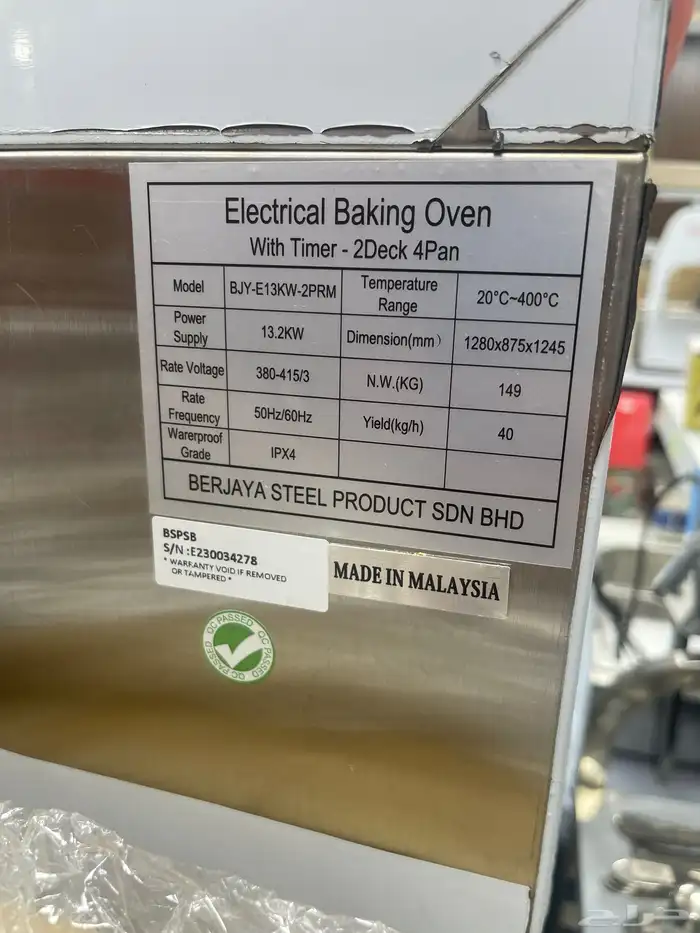 Electrical Baking Oven
With Timer - 2Deck 4Pan
Model BJY-E13KW-2PRM Temperature Range 20°C~400°C
Power Supply 13.2KW Dimension(mm) 1280x875x1245
Rate Voltage 380-415/3 N.W.(KG) 149
Rate Frequency 50Hz/60Hz Yield(kg/h) 40
Warerproof Grade IPX4
BERJAYA STEEL PRODUCT SDN BHD
BSPSB
S/N :E230034278
* WARRANTY VOID IF REMOVED
OR TAMPERED *
MADE IN MALAYSIA
QC PASSED QC PASSED QC PASSED
حراج